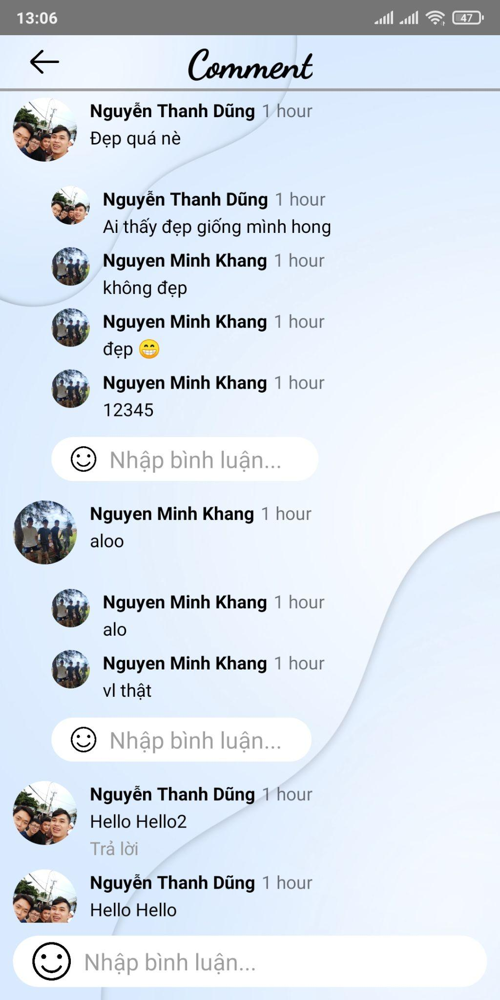 13:06
47
Comment
Nguyễn Thanh Dũng 1 hour
Đẹp quá nè
Nguyễn Thanh Dũng 1 hour
Ai thấy đẹp giống mình hong
Nguyen Minh Khang 1 hour
không đẹp
Nguyen Minh Khang 1 hour
đẹp 😁
Nguyen Minh Khang 1 hour
12345
Nhập bình luận...
Nguyen Minh Khang 1 hour
aloo
Nguyen Minh Khang 1 hour
alo
Nguyen Minh Khang 1 hour
vl thật
Nhập bình luận...
Nguyễn Thanh Dũng 1 hour
Hello Hello2
Trả lời
Nguyễn Thanh Dũng 1 hour
Hello Hello
Nhập bình luận...